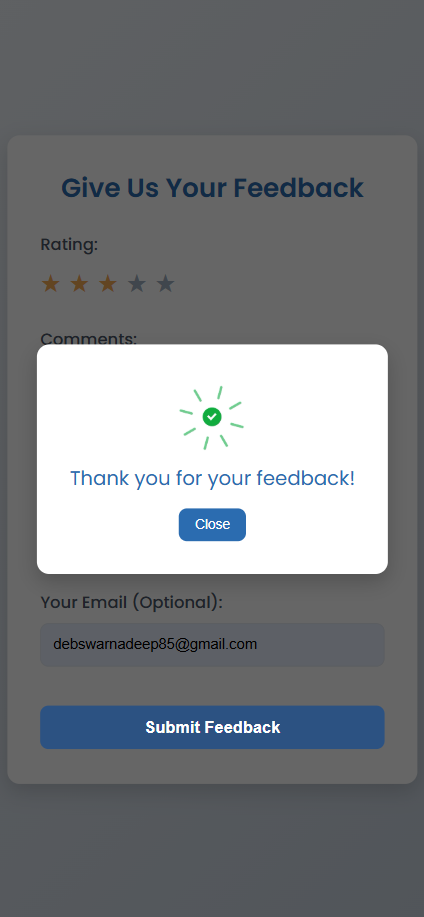 Give Us Your Feedback
Rating:
Comments:
Thank you for your feedback!
Close
Your Email (Optional):
debswarnadeep85@gmail.com
Submit Feedback